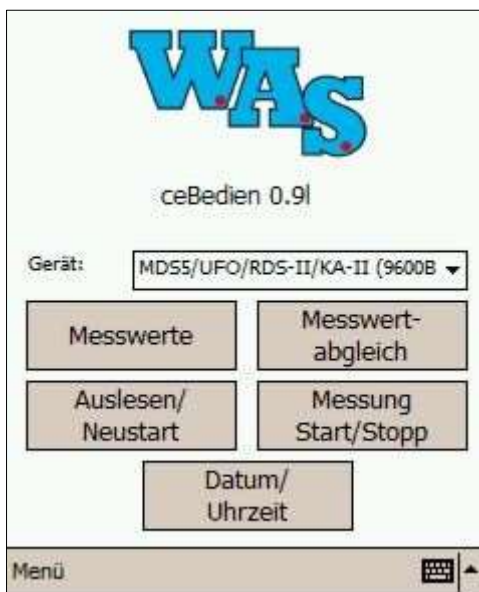 W.A.S.
ceBedien 0.9l
Gerät:
MDS5/UFO/RDS-II/KA-II (9600B
Messwerte
Messwert-
abgleich
Auslesen/
Neustart
Messung
Start/Stopp
Datum/
Uhrzeit
Menü